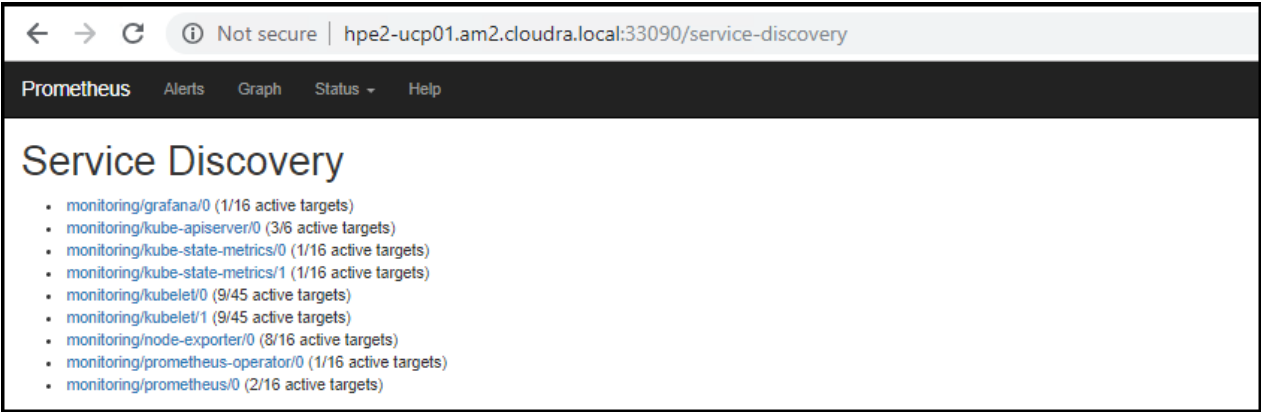 Not secure | hpe2-ucp01.am2.cloudra.local:33090/service-discovery
Prometheus Alerts Graph Status Help
Service Discovery
monitoring/grafana/0 (1/16 active targets)
monitoring/kube-apiserver/0 (3/6 active targets)
monitoring/kube-state-metrics/0 (1/16 active targets)
monitoring/kube-state-metrics/1 (1/16 active targets)
monitoring/kubelet/0 (9/45 active targets)
monitoring/kubelet/1 (9/45 active targets)
monitoring/node-exporter/0 (8/16 active targets)
monitoring/prometheus-operator/0 (1/16 active targets)
monitoring/prometheus/0 (2/16 active targets)